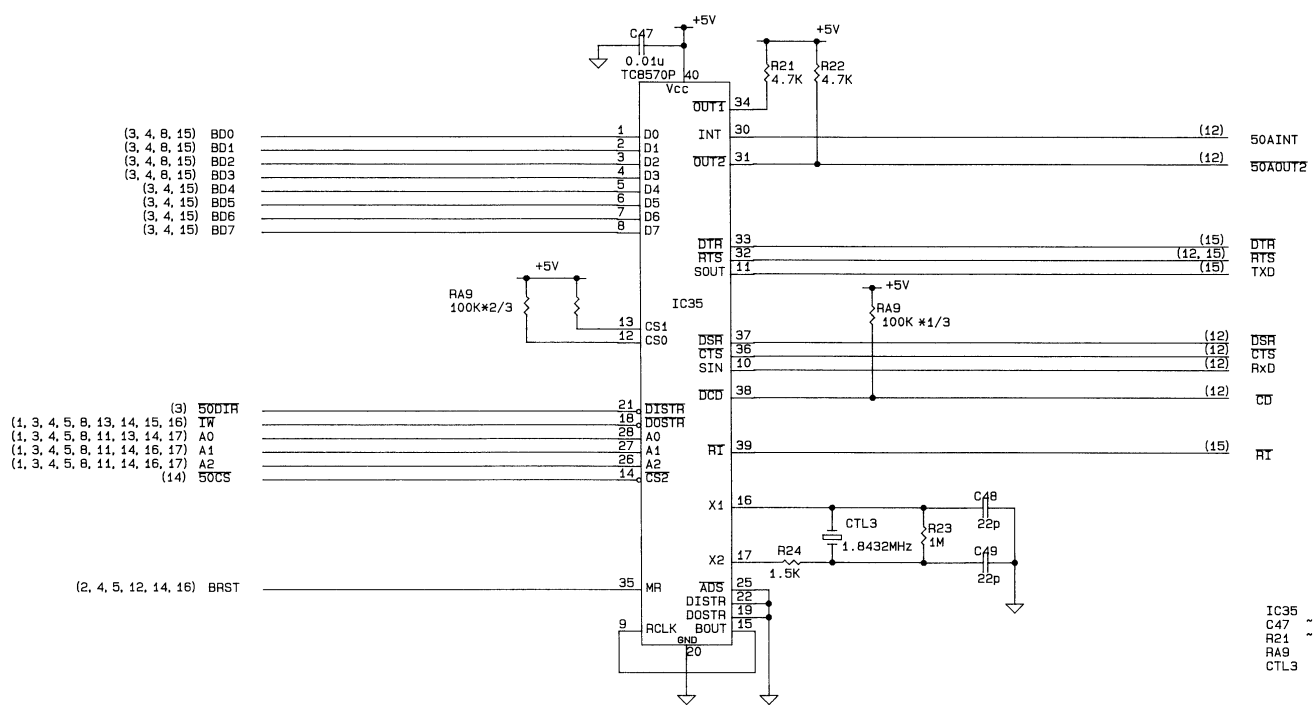 +5V
C47
0.01u
TC8570P 40
Vcc
+5V
R21
4.7K
R22
4.7K
OUT1 34
(3, 4, 8, 15) BD0 1 D0 INT 30 (12) 50AINT
(3, 4, 8, 15) BD1 2 D1
(3, 4, 8, 15) BD2 3 D2 OUT2 31 (12) 50AOUT2
(3, 4, 8, 15) BD3 4 D3
(3, 4, 15) BD4 5 D4
(3, 4, 15) BD5 6 D5
(3, 4, 15) BD6 7 D6
(3, 4, 15) BD7 8 D7
DTR 33 (15) DTR
RTS 32 (12, 15) RTS
SOUT 11 (15) TXD
+5V
RA9
100K*2/3
IC35
+5V
RA9
100K *1/3
13 CS1
12 CS0
DSR 37 (12) DSR
CTS 36 (12) CTS
SIN 10 (12) RxD
DCD 38 (12) CD
(3) 50DIR 21 DISTR
(1, 3, 4, 5, 8, 13, 14, 15, 16) IW 18 DOSTR
(1, 3, 4, 5, 8, 11, 13, 14, 17) A0 28 A0
(1, 3, 4, 5, 8, 11, 14, 16, 17) A1 27 A1
(1, 3, 4, 5, 8, 11, 14, 16, 17) A2 26 A2
(14) 50CS 14 CS2
RI 39 (15) RI
X1 16
C48
22p
CTL3
1.8432MHz
R23
1M
X2 17
R24
1.5K
C49
22p
(2, 4, 5, 12, 14, 16) BRST 35 MR
ADS 25
DISTR 22
DOSTR 19
9 RCLK BOUT 15
GND
20
IC35
C47 ~
R21 ~
RA9
CTL3